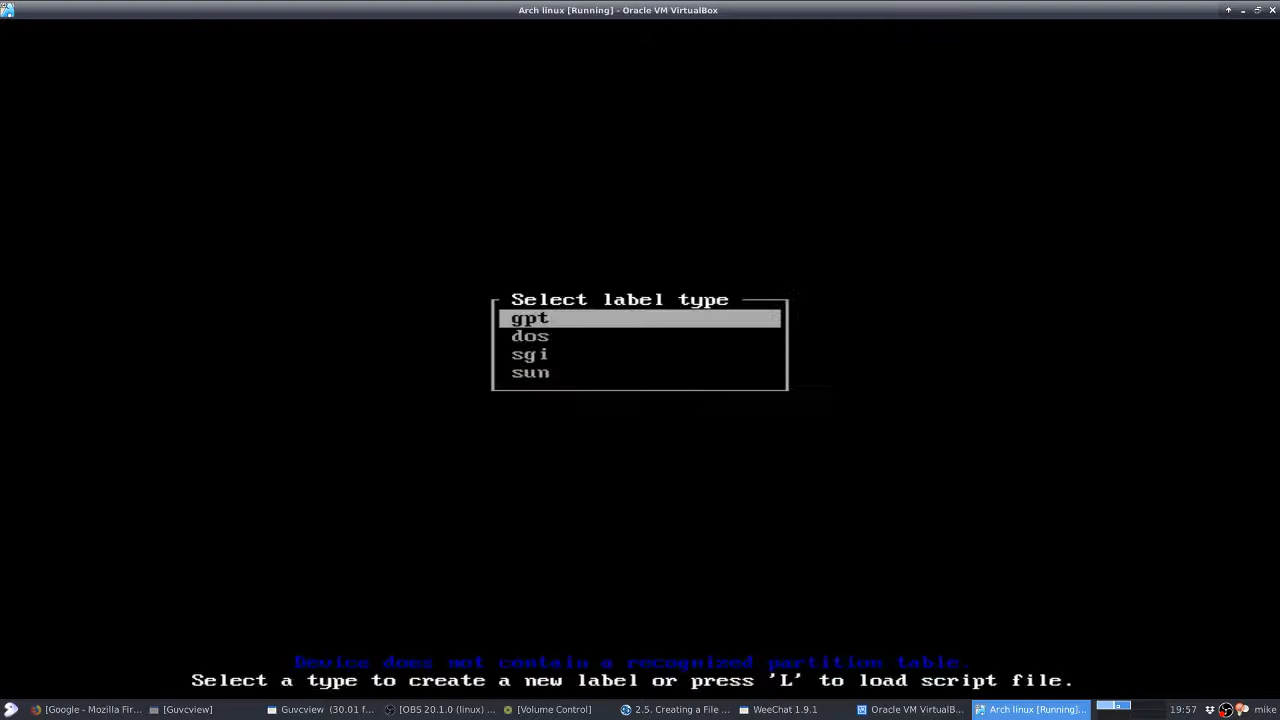 Arch linux [Running] - Oracle VM VirtualBox
Select label type
gpt
dos
sgi
sun
Device does not contain a recognized partition table.
Select a type to create a new label or press 'L' to load script file.
[Google - Mozilla Fir... [Guvcview] Guvcview (30.01 f... [OBS 20.1.0 (linux) ... [Volume Control] 2.5. Creating a File ... WeeChat 1.9.1 Oracle VM VirtualB... Arch linux [Running]... 19:57 mike